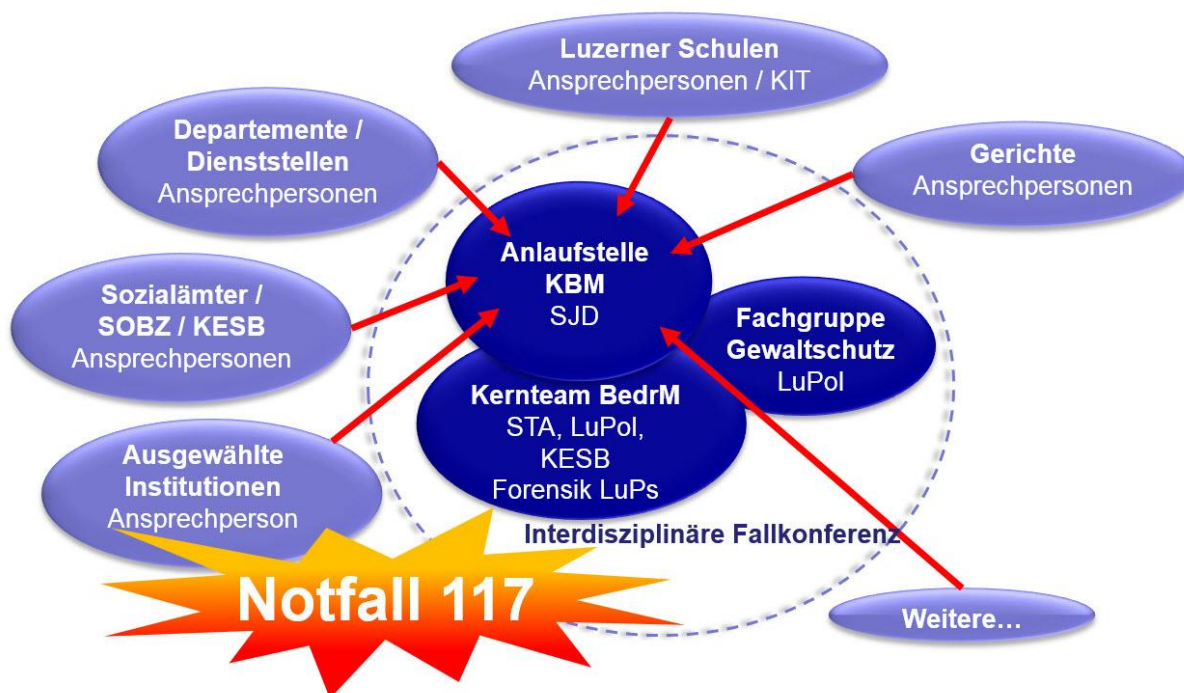 Luzerner Schulen
Ansprechpersonen / KIT
Departemente /
Dienststellen
Ansprechpersonen
Gerichte
Ansprechpersonen
Anlaufstelle
KBM
SJD
Sozialämter /
SOBZ / KESB
Ansprechpersonen
Fachgruppe
Gewaltschutz
LuPol
Kernteam BedrM
STA, LuPol,
KESB
Forensik LuPs
Ausgewählte
Institutionen
Ansprechperson
Interdisziplinäre Fallkonferenz
Notfall 117
Weitere…